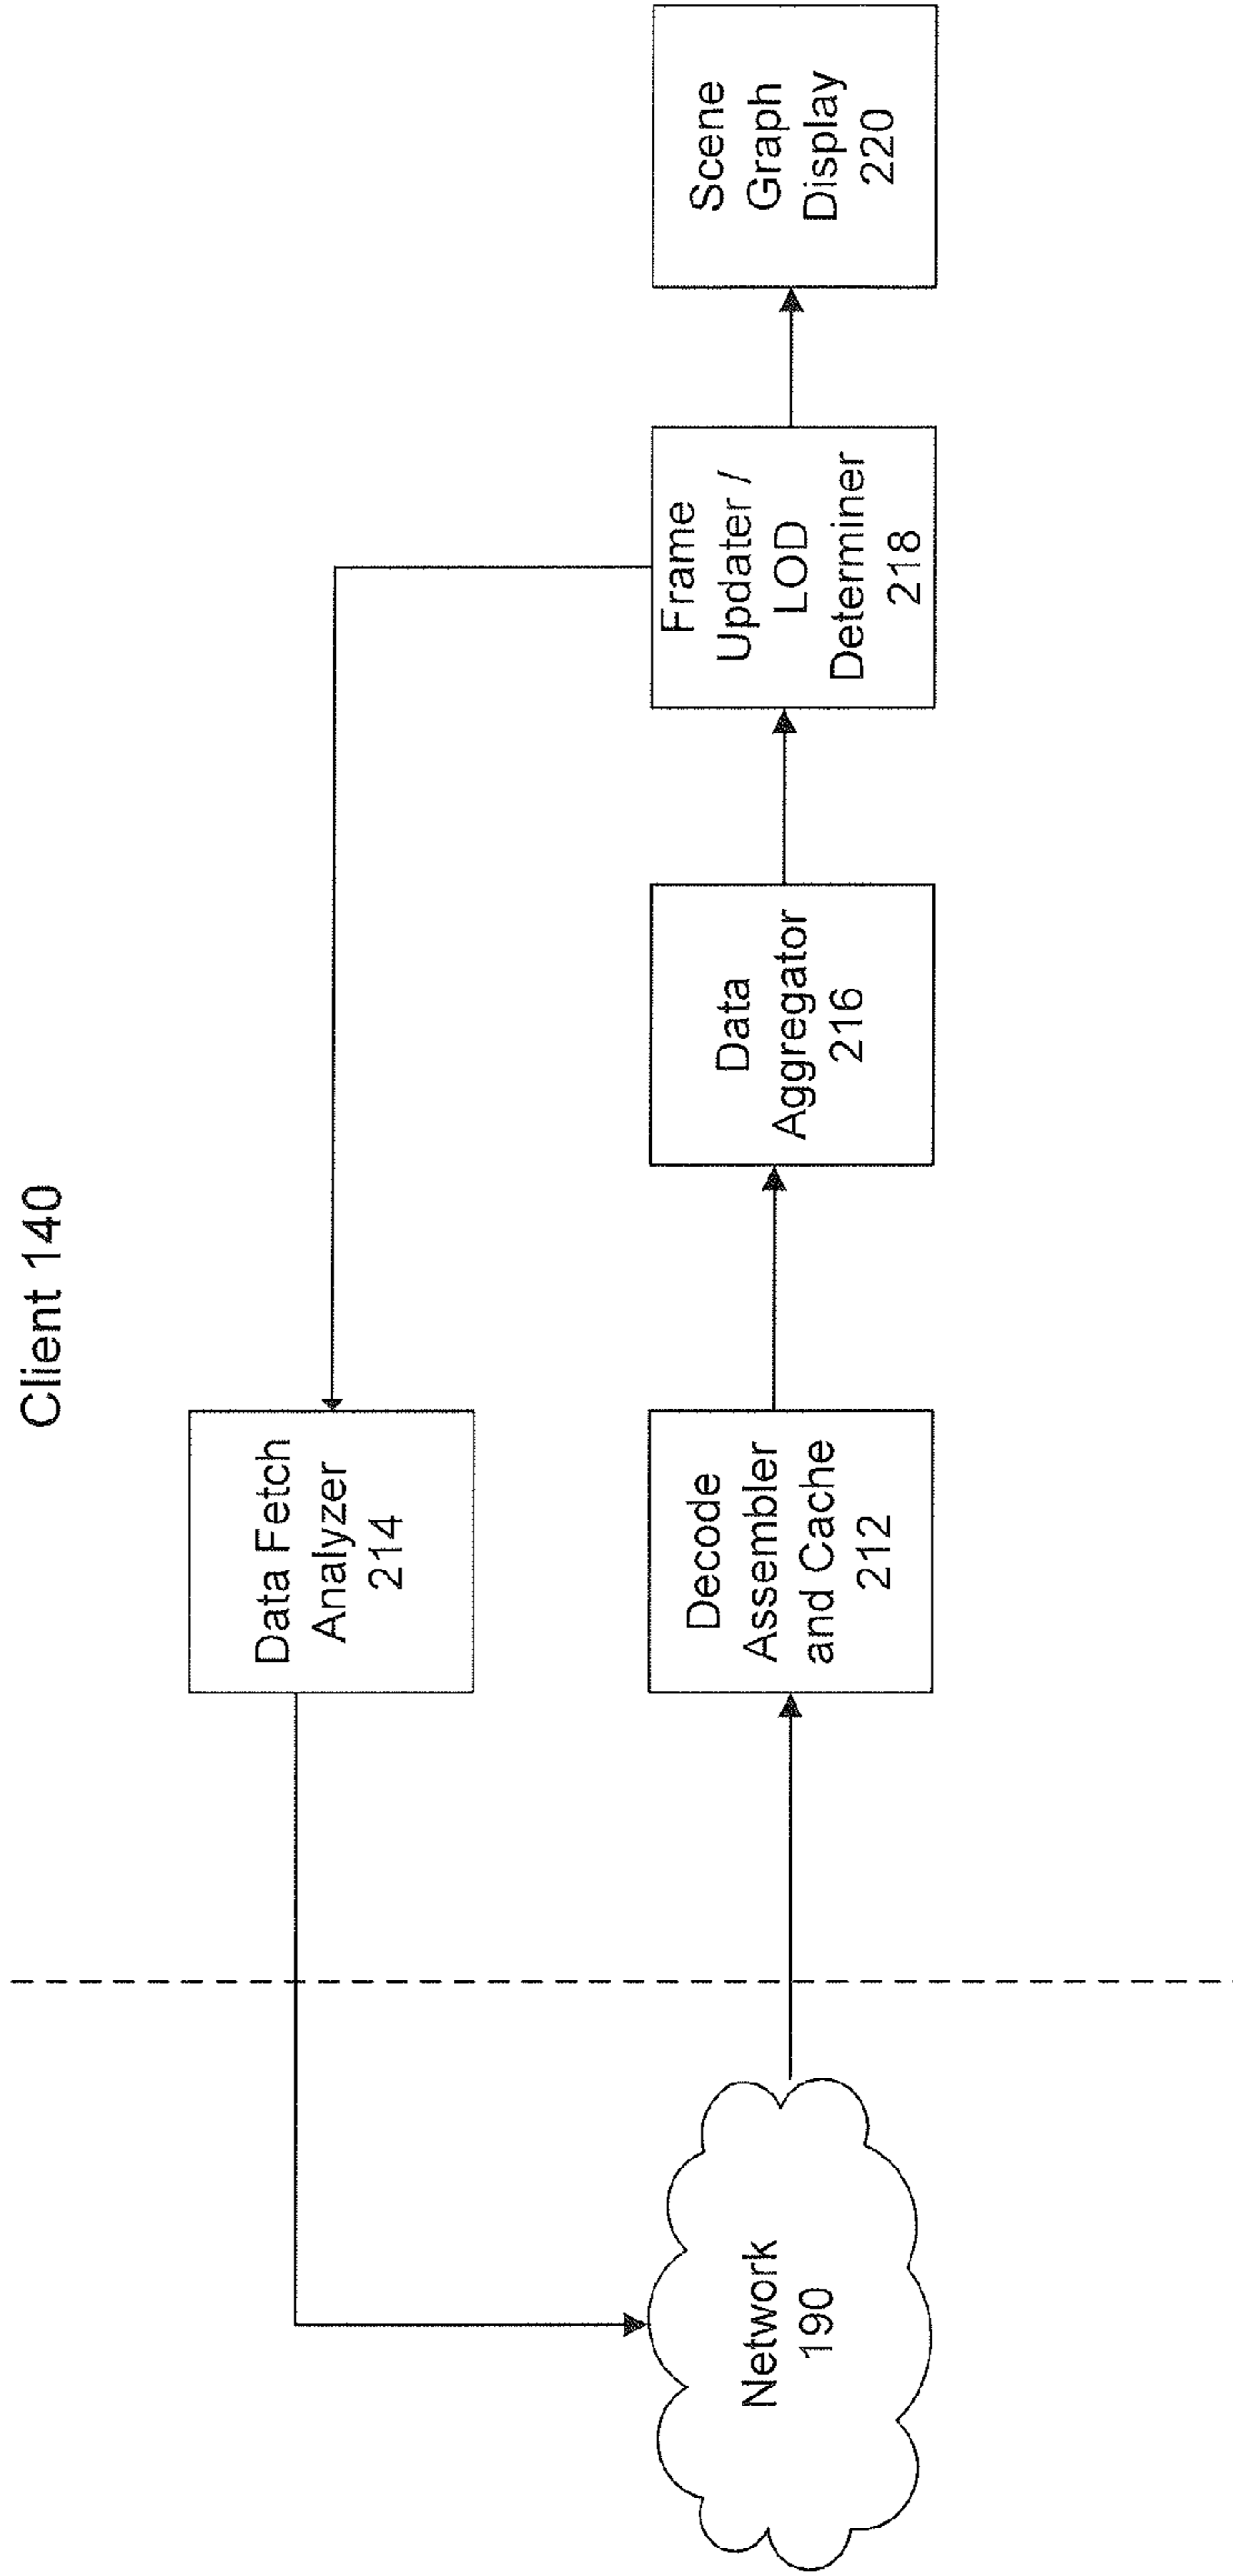 Client 140
Data Fetch
Analyzer
214
Network
190
Decode
Assembler
and Cache
212
Data
Aggregator
216
Frame
Updater /
LOD
Determiner
218
Scene
Graph
Display
220